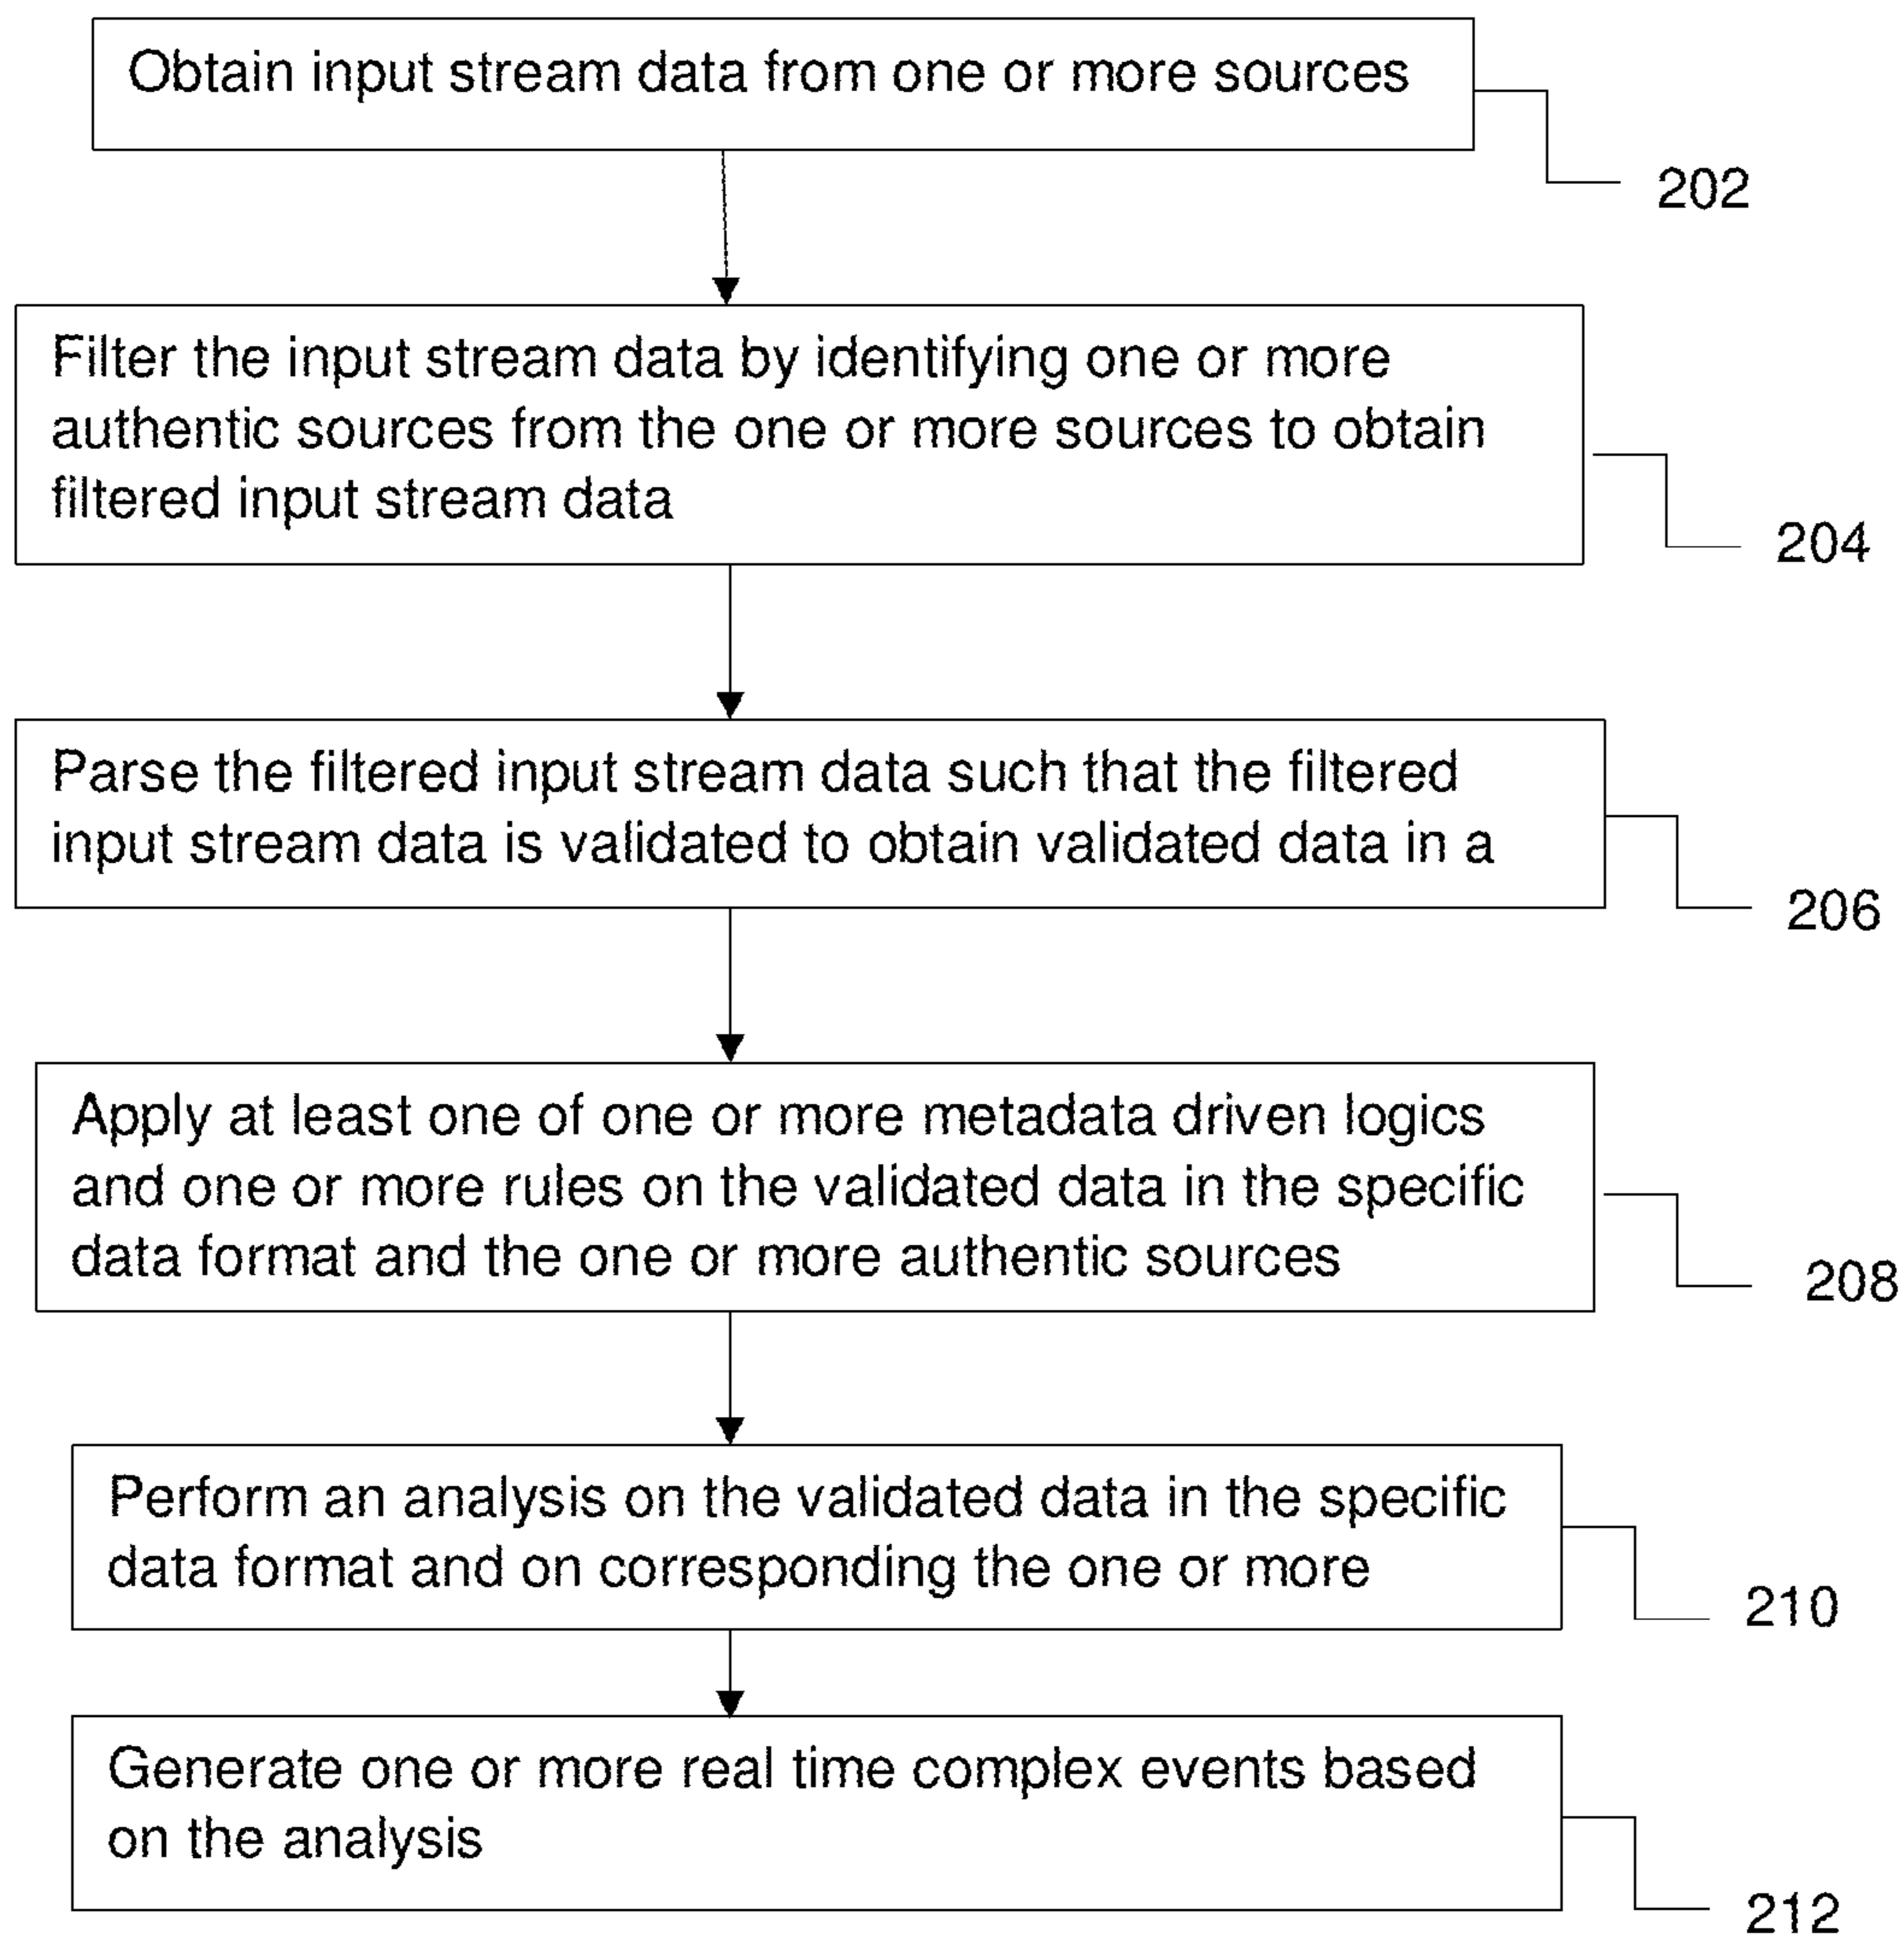 Obtain input stream data from one or more sources
202
Filter the input stream data by identifying one or more
authentic sources from the one or more sources to obtain
filtered input stream data
204
Parse the filtered input stream data such that the filtered
input stream data is validated to obtain validated data in a
206
Apply at least one of one or more metadata driven logics
and one or more rules on the validated data in the specific
data format and the one or more authentic sources
208
Perform an analysis on the validated data in the specific
data format and on corresponding the one or more
210
Generate one or more real time complex events based
on the analysis
212